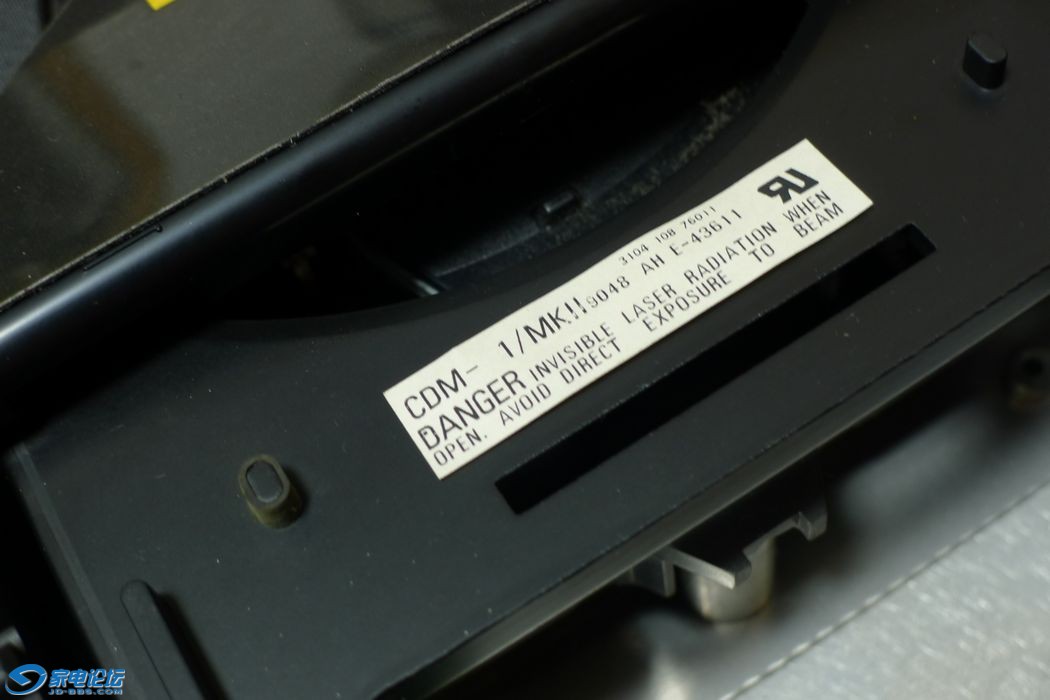 3104 108 76011
CDM- 1/MK!! 9048 AH E-43611
DANGER INVISIBLE LASER RADIATION WHEN
OPEN. AVOID DIRECT EXPOSURE TO BEAM
家电论坛
JD-BBS.COM